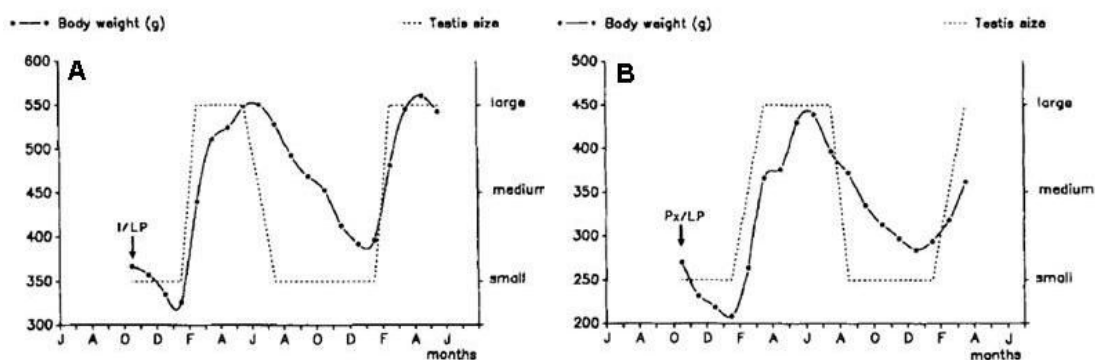 Body weight (g) Testis size
A
600
550
500
450
400
350
300
large
medium
small
I/LP
J A O D F A J A O D F A J
months
Body weight (g) Testis size
B
450
400
350
300
250
200
large
medium
small
Px/LP
J A O D F A J A O D F A J
months